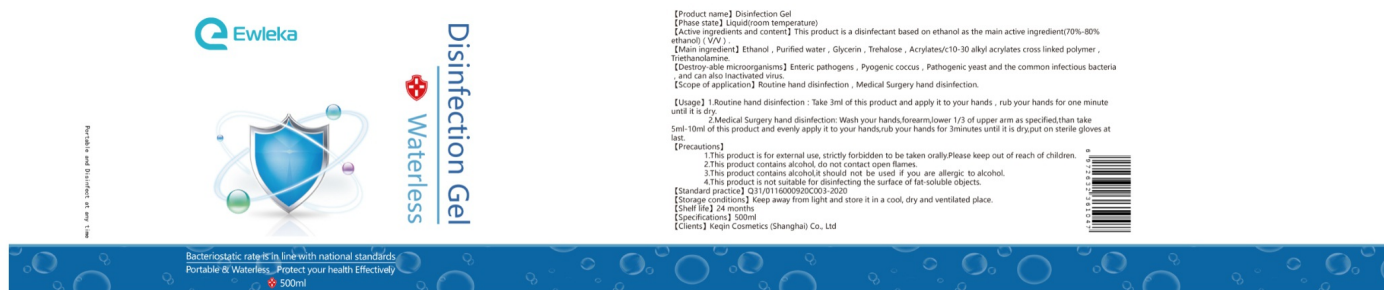 Ewleka
Disinfection Gel
Waterless
Portable and Disinfect at any time
Bacteriostatic rate is in line with national standards
Portable & Waterless Protect your health Effectively
500ml
【Product name】Disinfection Gel
【Phase state】Liquid(room temperature)
【Active ingredients and content】This product is a disinfectant based on ethanol as the main active ingredient(70%-80%
ethanol)（V/V）.
【Main ingredient】Ethanol , Purified water , Glycerin , Trehalose , Acrylates/c10-30 alkyl acrylates cross linked polymer ,
Triethanolamine.
【Destroy-able microorganisms】Enteric pathogens , Pyogenic coccus , Pathogenic yeast and the common infectious bacteria
, and can also Inactivated virus.
【Scope of application】Routine hand disinfection , Medical Surgery hand disinfection.
【Usage】1.Routine hand disinfection : Take 3ml of this product and apply it to your hands , rub your hands for one minute
until it is dry.
2.Medical Surgery hand disinfection: Wash your hands,forearm,lower 1/3 of upper arm as specified,than take
5ml-10ml of this product and evenly apply it to your hands,rub your hands for 3minutes until it is dry,put on sterile gloves at
last.
【Precautions】
1.This product is for external use, strictly forbidden to be taken orally.Please keep out of reach of children.
2.This product contains alcohol, do not contact open flames.
3.This product contains alcohol,it should not be used if you are allergic to alcohol.
4.This product is not suitable for disinfecting the surface of fat-soluble objects.
【Standard practice】Q31/0116000920C003-2020
【Storage conditions】Keep away from light and store it in a cool, dry and ventilated place.
【Shelf life】24 months
【Specifications】500ml
【Clients】Keqin Cosmetics (Shanghai) Co., Ltd